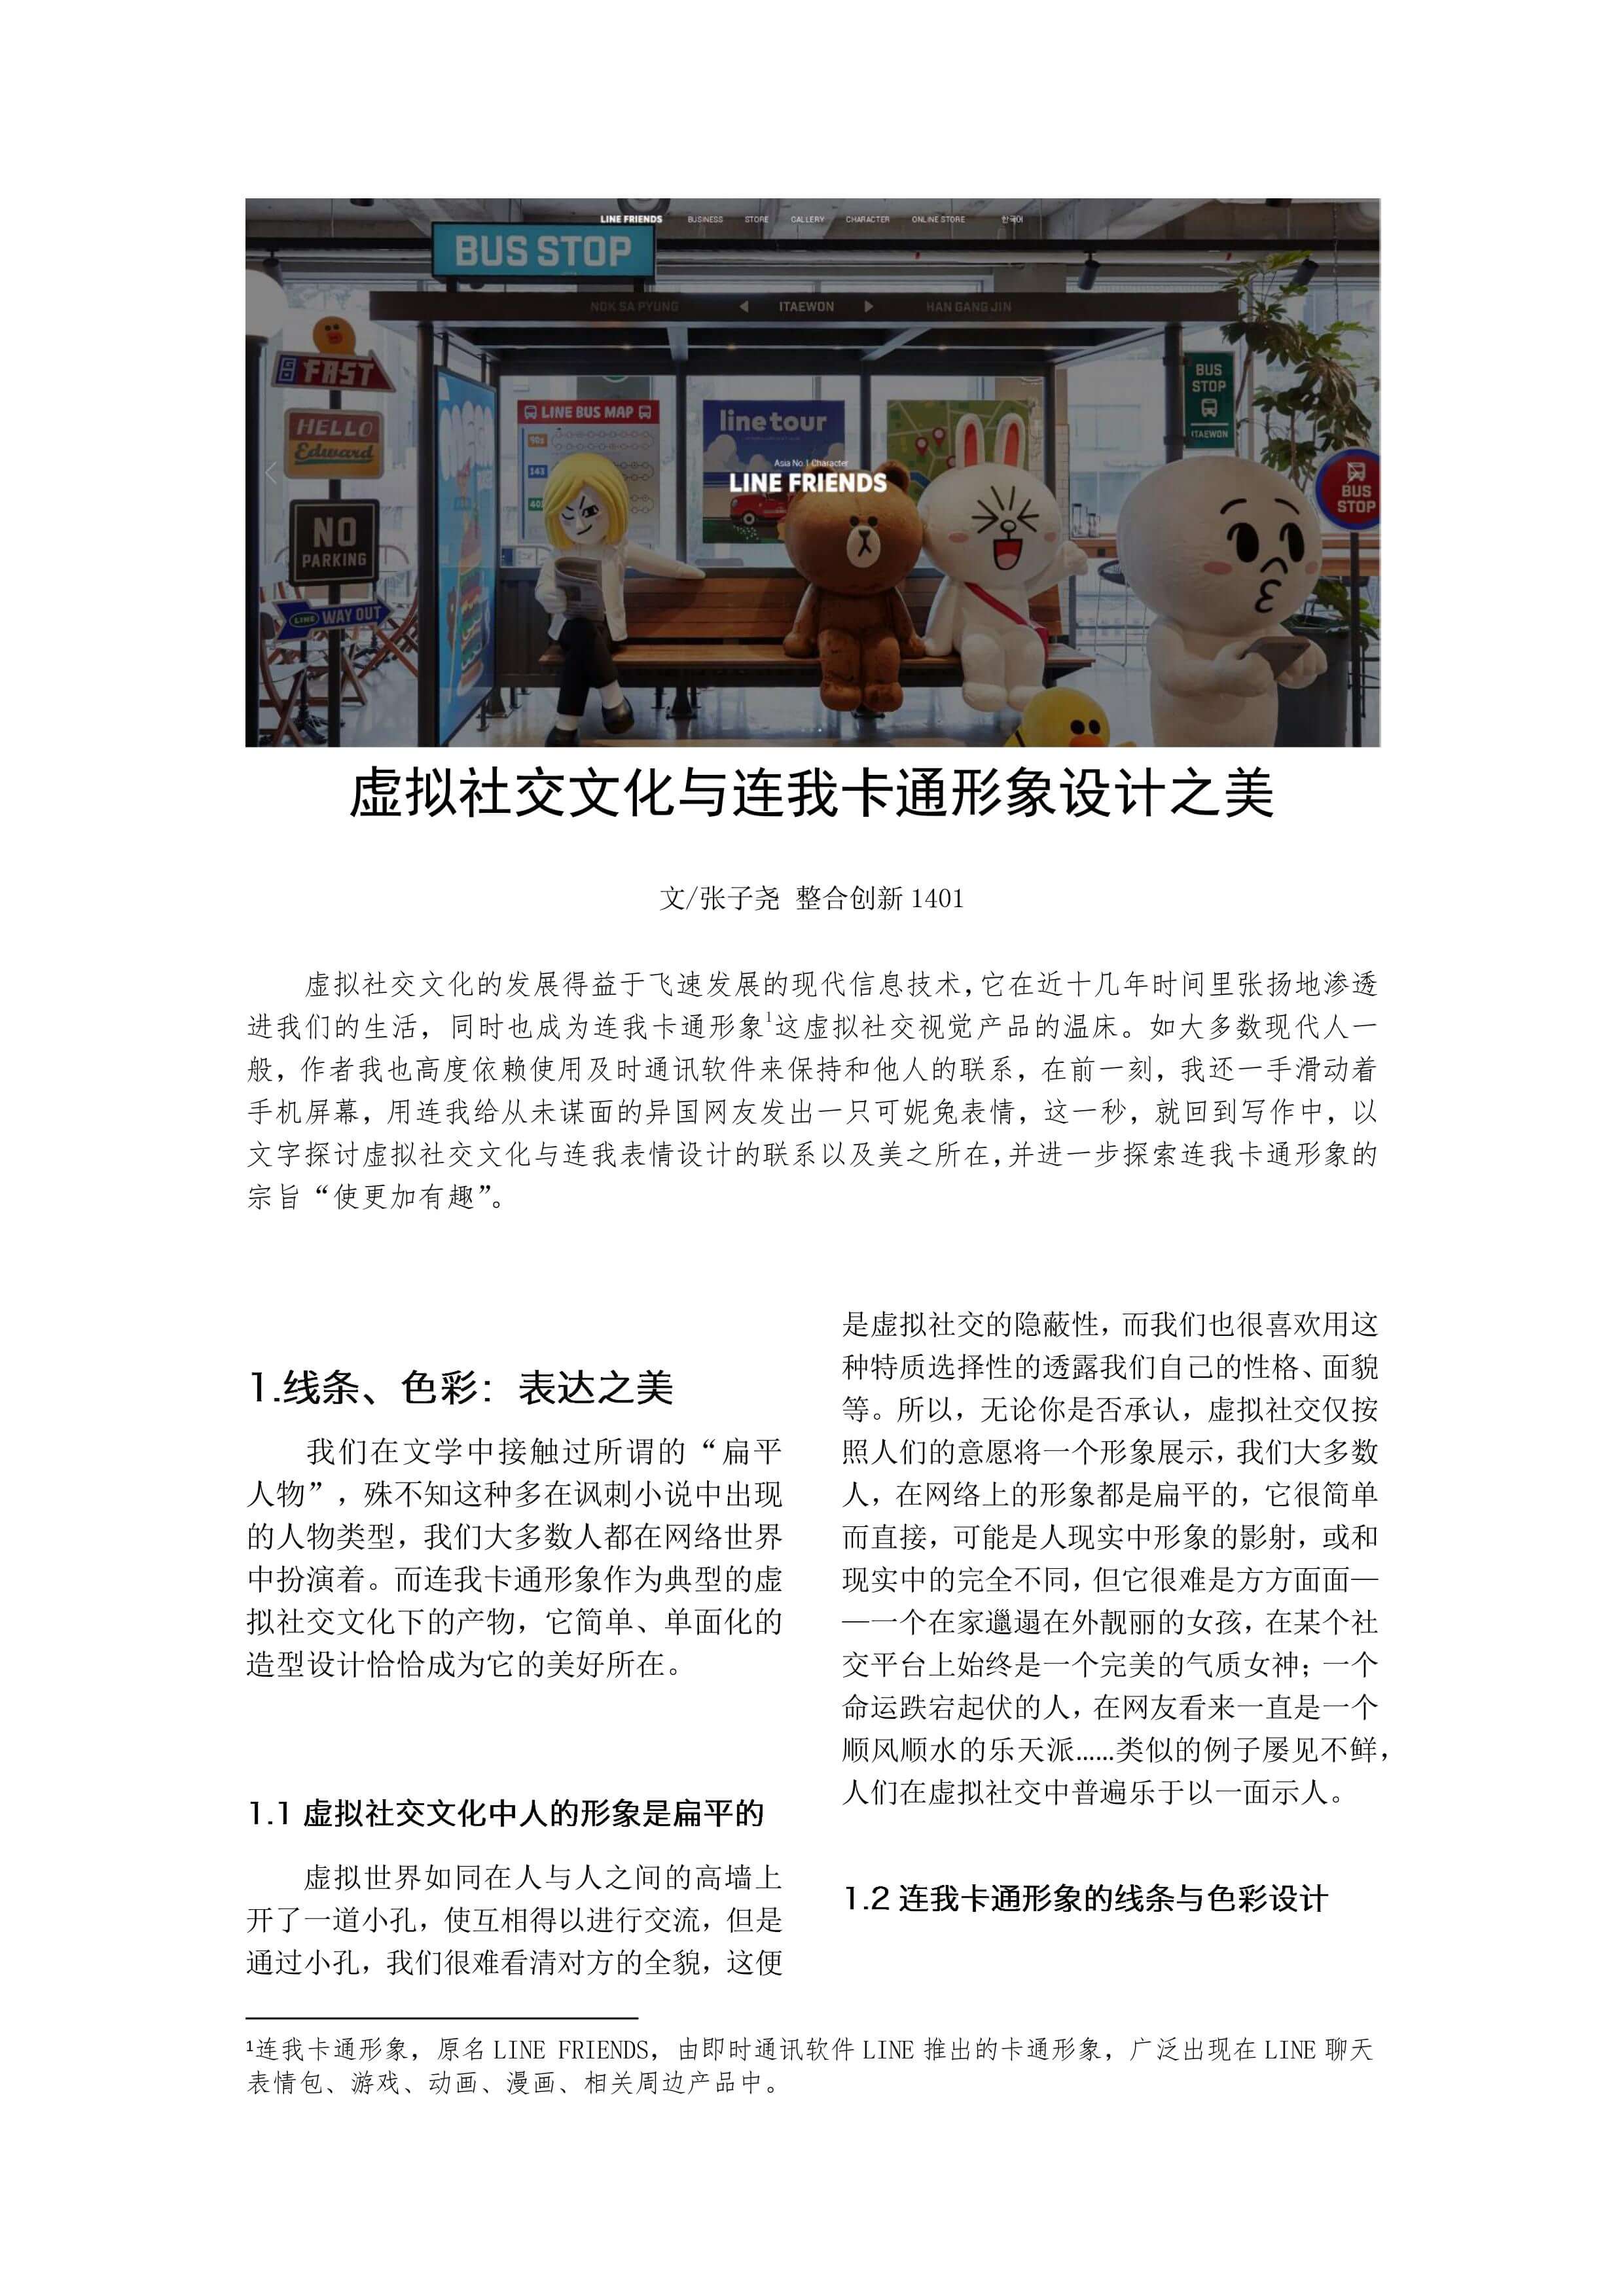 LINE FRIENDS BUSINESS STORE GALLERY CHARACTER ONLINE STORE 한국어
BUS STOP
NOK SA PYUNG ◀ ITAEWON ▶ HAN GANG JIN
FAST
HELLO
Edward
NO
PARKING
LINE WAY OUT
LINE BUS MAP
143
line tour
Asia No.1 Character
LINE FRIENDS
BUS
STOP
ITAEWON
BUS
STOP
虚拟社交文化与连我卡通形象设计之美
文/张子尧 整合创新 1401
虚拟社交文化的发展得益于飞速发展的现代信息技术，它在近十几年时间里张扬地渗透
进我们的生活，同时也成为连我卡通形象¹这虚拟社交视觉产品的温床。如大多数现代人一
般，作者我也高度依赖使用及时通讯软件来保持和他人的联系，在前一刻，我还一手滑动着
手机屏幕，用连我给从未谋面的异国网友发出一只可妮兔表情，这一秒，就回到写作中，以
文字探讨虚拟社交文化与连我表情设计的联系以及美之所在，并进一步探索连我卡通形象的
宗旨“使更加有趣”。
1.线条、色彩：表达之美
我们在文学中接触过所谓的“扁平
人物”，殊不知这种多在讽刺小说中出现
的人物类型，我们大多数人都在网络世界
中扮演着。而连我卡通形象作为典型的虚
拟社交文化下的产物，它简单、单面化的
造型设计恰恰成为它的美好所在。
1.1 虚拟社交文化中人的形象是扁平的
虚拟世界如同在人与人之间的高墙上
开了一道小孔，使互相得以进行交流，但是
通过小孔，我们很难看清对方的全貌，这便
是虚拟社交的隐蔽性，而我们也很喜欢用这
种特质选择性的透露我们自己的性格、面貌
等。所以，无论你是否承认，虚拟社交仅按
照人们的意愿将一个形象展示，我们大多数
人，在网络上的形象都是扁平的，它很简单
而直接，可能是人现实中形象的影射，或和
现实中的完全不同，但它很难是方方面面—
—一个在家邋遢在外靓丽的女孩，在某个社
交平台上始终是一个完美的气质女神；一个
命运跌宕起伏的人，在网友看来一直是一个
顺风顺水的乐天派……类似的例子屡见不鲜，
人们在虚拟社交中普遍乐于以一面示人。
1.2 连我卡通形象的线条与色彩设计
¹连我卡通形象，原名 LINE FRIENDS，由即时通讯软件 LINE 推出的卡通形象，广泛出现在 LINE 聊天
表情包、游戏、动画、漫画、相关周边产品中。